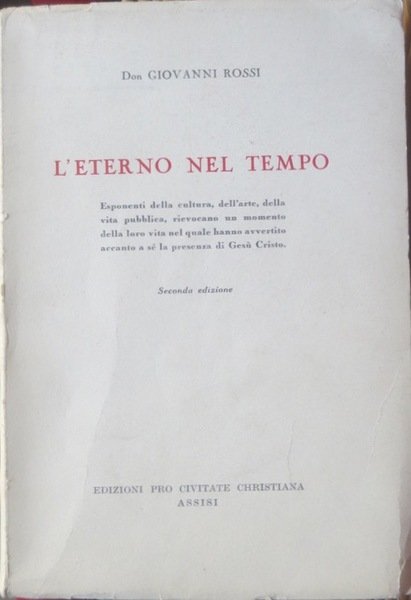 Don GIOVANNI ROSSI
L'ETERNO NEL TEMPO
Esponenti della cultura, dell'arte, della
vita pubblica, rievocano un momento
della loro vita nel quale hanno avvertito
accanto a sé la presenza di Gesù Cristo.
Seconda edizione
EDIZIONI PRO CIVITATE CHRISTIANA
ASSISI